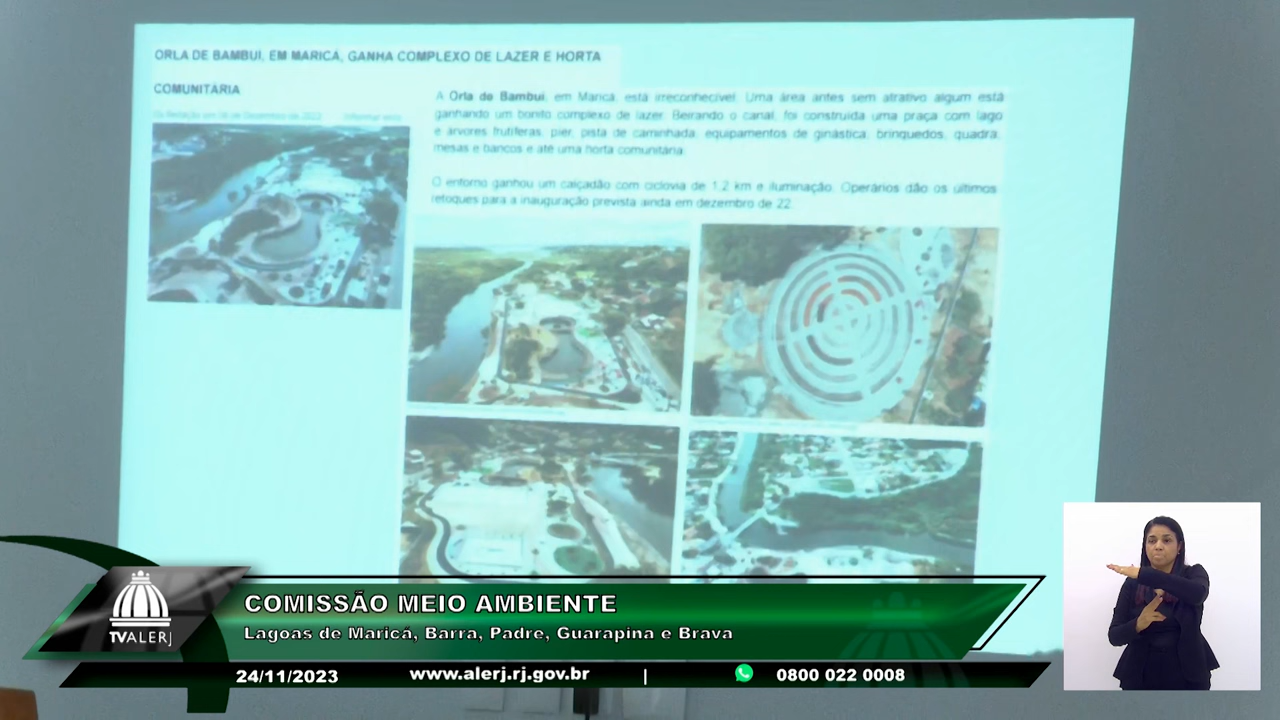 ORLA DE BAMBUÍ, EM MARICÁ, GANHA COMPLEXO DE LAZER E HORTA
COMUNITÁRIA
A Orla de Bambuí, em Maricá, está irreconhecível. Uma área antes sem atrativo algum está
ganhando um bonito complexo de lazer. Beirando o canal, foi construída uma praça com lago
e árvores frutíferas, pier, pista de caminhada, equipamentos de ginástica, brinquedos, quadra,
mesas e bancos e até uma horta comunitária.
O entorno ganhou um calçadão com ciclovia de 1,2 km e iluminação. Operários dão os últimos
retoques para a inauguração prevista ainda em dezembro de 22.
TVALERJ
COMISSÃO MEIO AMBIENTE
Lagoas de Maricá, Barra, Padre, Guarapina e Brava
24/11/2023 www.alerj.rj.gov.br | 0800 022 0008